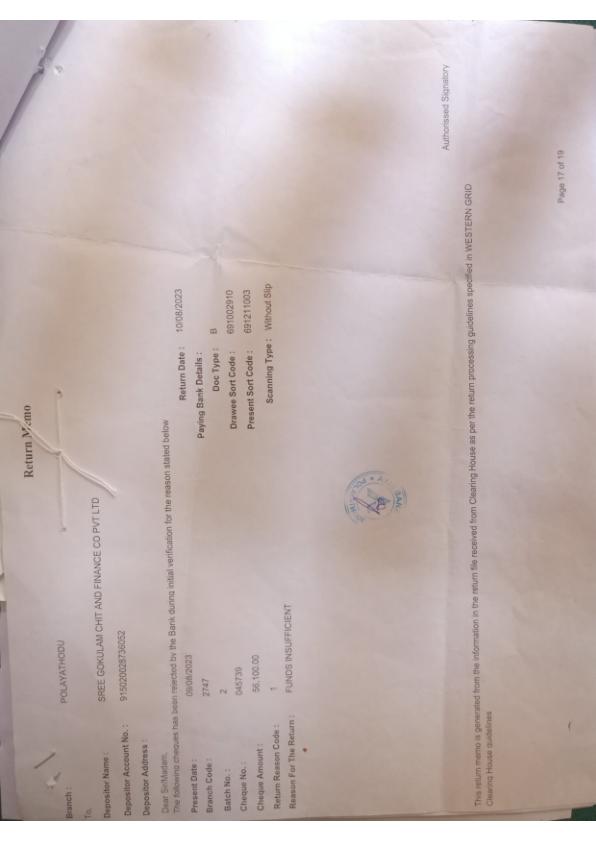 Return Memo
Branch : POLAYATHODU
To,
Depositor Name : SREE GOKULAM CHIT AND FINANCE CO PVT LTD
Depositor Account No. : 915020028736052
Depositor Address :
Dear Sir/Madam,
The following cheques has been rejected by the Bank during initial verification for the reason stated below
Present Date : 09/08/2023 Return Date : 10/08/2023
Branch Code : 2747 Paying Bank Details :
Batch No. : 2 Doc Type : B
Cheque No. : 045739 Drawee Sort Code : 691002910
Cheque Amount : 56,100.00 Present Sort Code : 691211003
Return Reason Code : 1 Scanning Type : Without Slip
Reason For The Return : FUNDS INSUFFICIENT
Authorissed Signatory
This return memo is generated from the information in the return file received from Clearing House as per the return processing guidelines specified in WESTERN GRID
Clearing House guidelines
Page 17 of 19